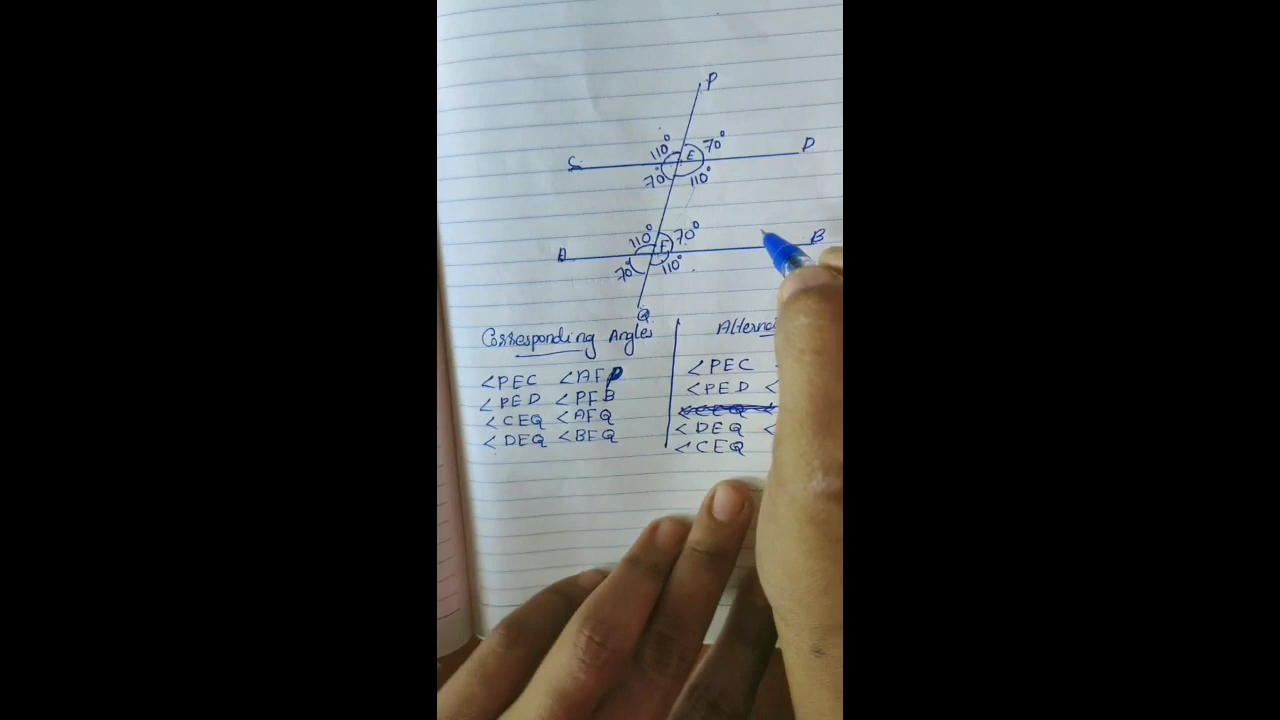 P
110° E 70° D
C
70° 110°
110° F 70° B
70° 110°
Q
Corresponding Angles
<PEC <AFP
<PED <PFB
<CEQ <AFQ
<DEQ <BFQ
<PEC
<PED <
<DEQ <
<CEQ